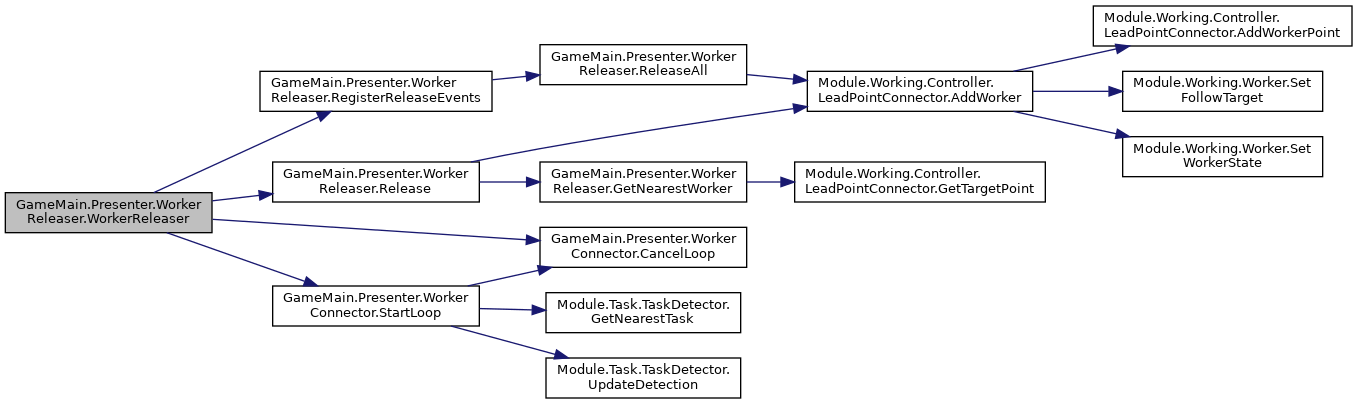 GameMain.Presenter.Worker
Releaser.WorkerReleaser
GameMain.Presenter.Worker
Releaser.RegisterReleaseEvents
GameMain.Presenter.Worker
Releaser.ReleaseAll
Module.Working.Controller.
LeadPointConnector.AddWorker
Module.Working.Controller.
LeadPointConnector.AddWorkerPoint
Module.Working.Worker.Set
FollowTarget
Module.Working.Worker.Set
WorkerState
GameMain.Presenter.Worker
Releaser.Release
GameMain.Presenter.Worker
Releaser.GetNearestWorker
Module.Working.Controller.
LeadPointConnector.GetTargetPoint
GameMain.Presenter.Worker
Connector.CancelLoop
GameMain.Presenter.Worker
Connector.StartLoop
Module.Task.TaskDetector.
GetNearestTask
Module.Task.TaskDetector.
UpdateDetection